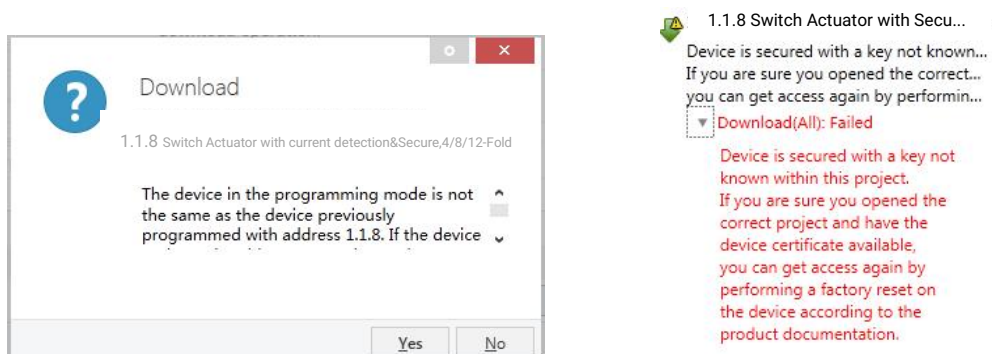 Download
1.1.8 Switch Actuator with current detection&Secure,4/8/12-Fold
The device in the programming mode is not
the same as the device previously
programmed with address 1.1.8. If the device
Yes
No
1.1.8 Switch Actuator with Secu...
Device is secured with a key not known...
If you are sure you opened the correct...
you can get access again by performin...
Download(All): Failed
Device is secured with a key not
known within this project.
If you are sure you opened the
correct project and have the
device certificate available,
you can get access again by
performing a factory reset on
the device according to the
product documentation.